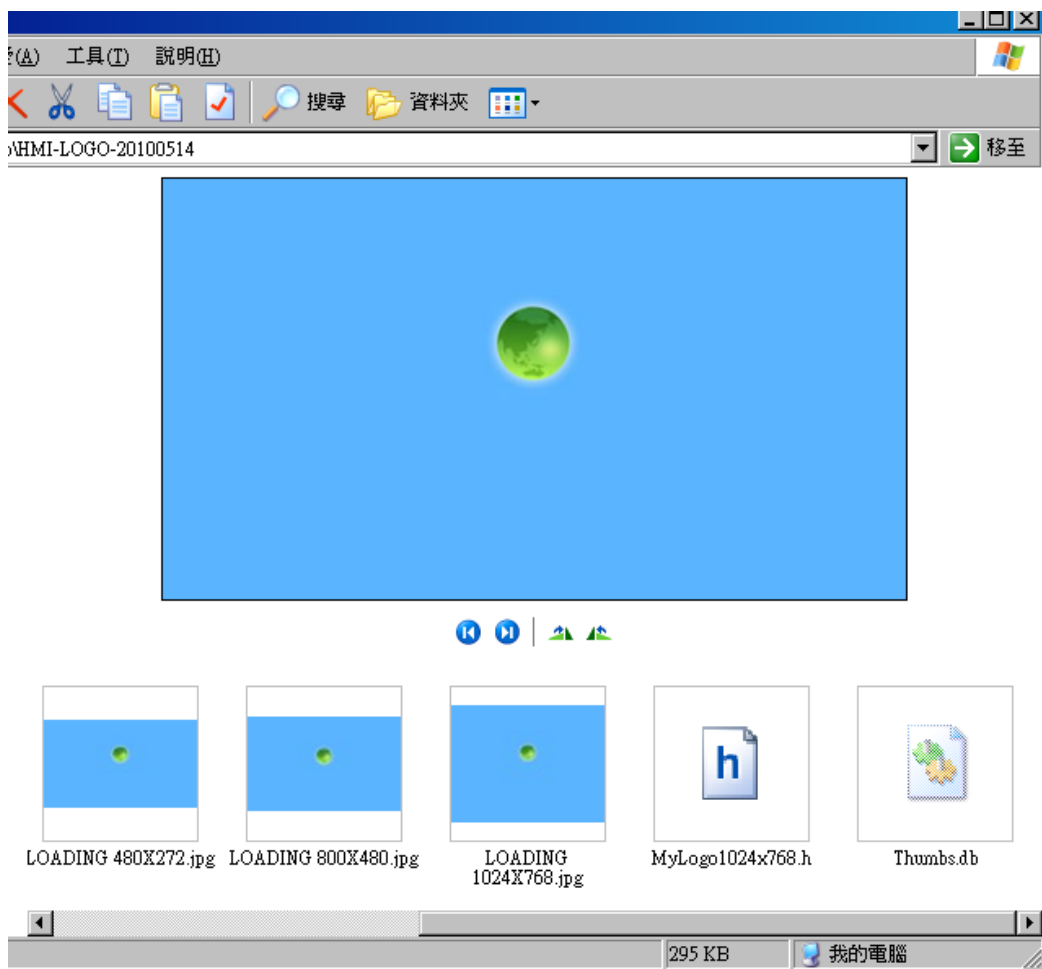 (A) 工具(T) 說明(H)
搜尋 資料夾
\HMI-LOGO-20100514 移至
LOADING 480X272.jpg LOADING 800X480.jpg LOADING 1024X768.jpg MyLogo1024x768.h Thumbs.db
h
295 KB 我的電腦